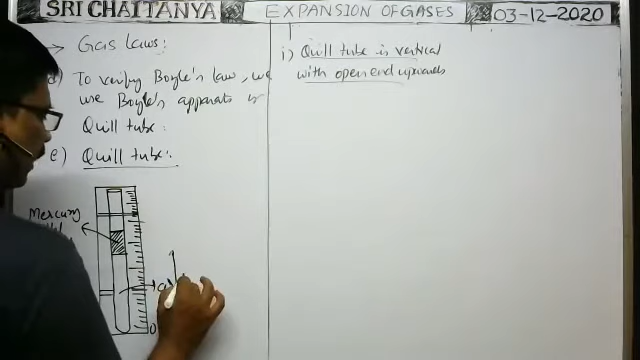 SRI CHAITANYA
EXPANSION OF GASES
03-12-2020
→ Gas Laws:
d) To verify Boyle's law, we
use Boyle's apparatus &
Quill tube.
e) Quill tube:
Mercury
0
i) Quill tube is vertical
with open end upwards